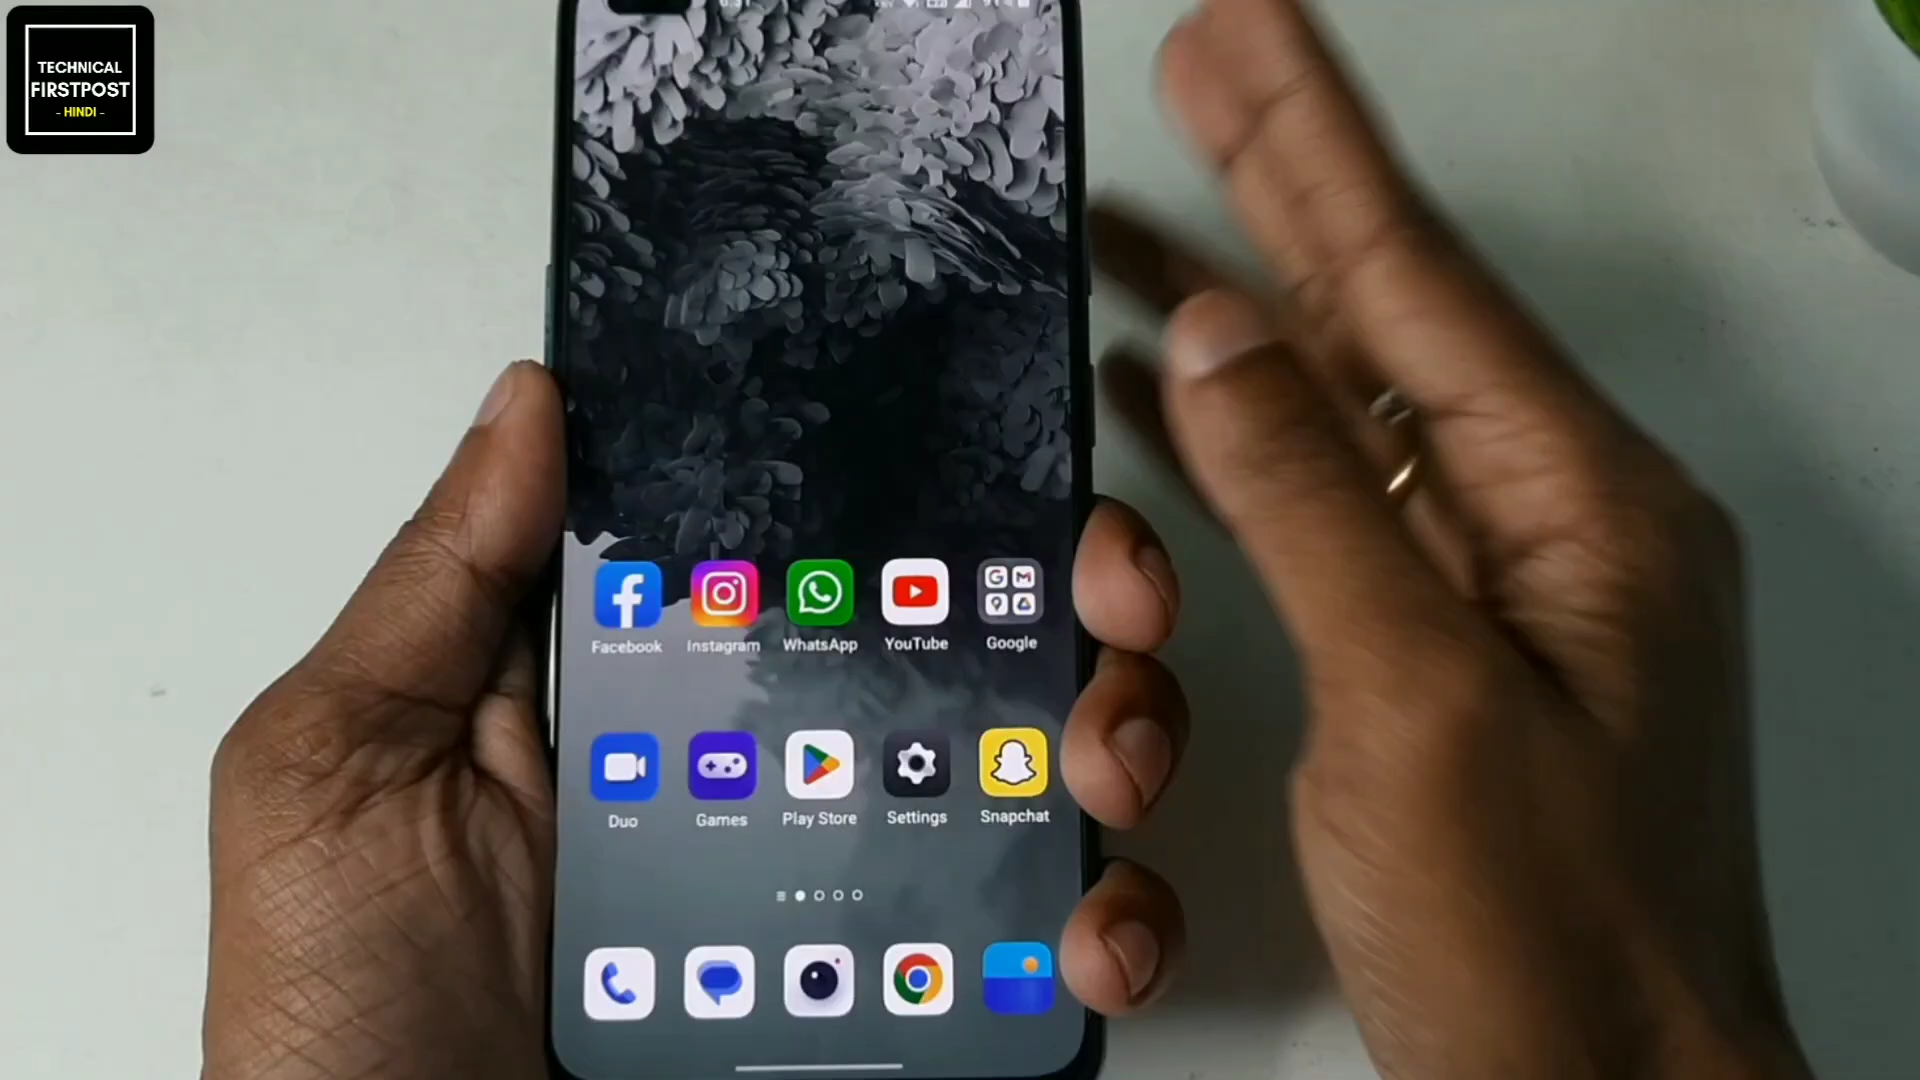 TECHNICAL
FIRSTPOST
- HINDI -
Facebook Instagram WhatsApp YouTube Google
Duo Games Play Store Settings Snapchat